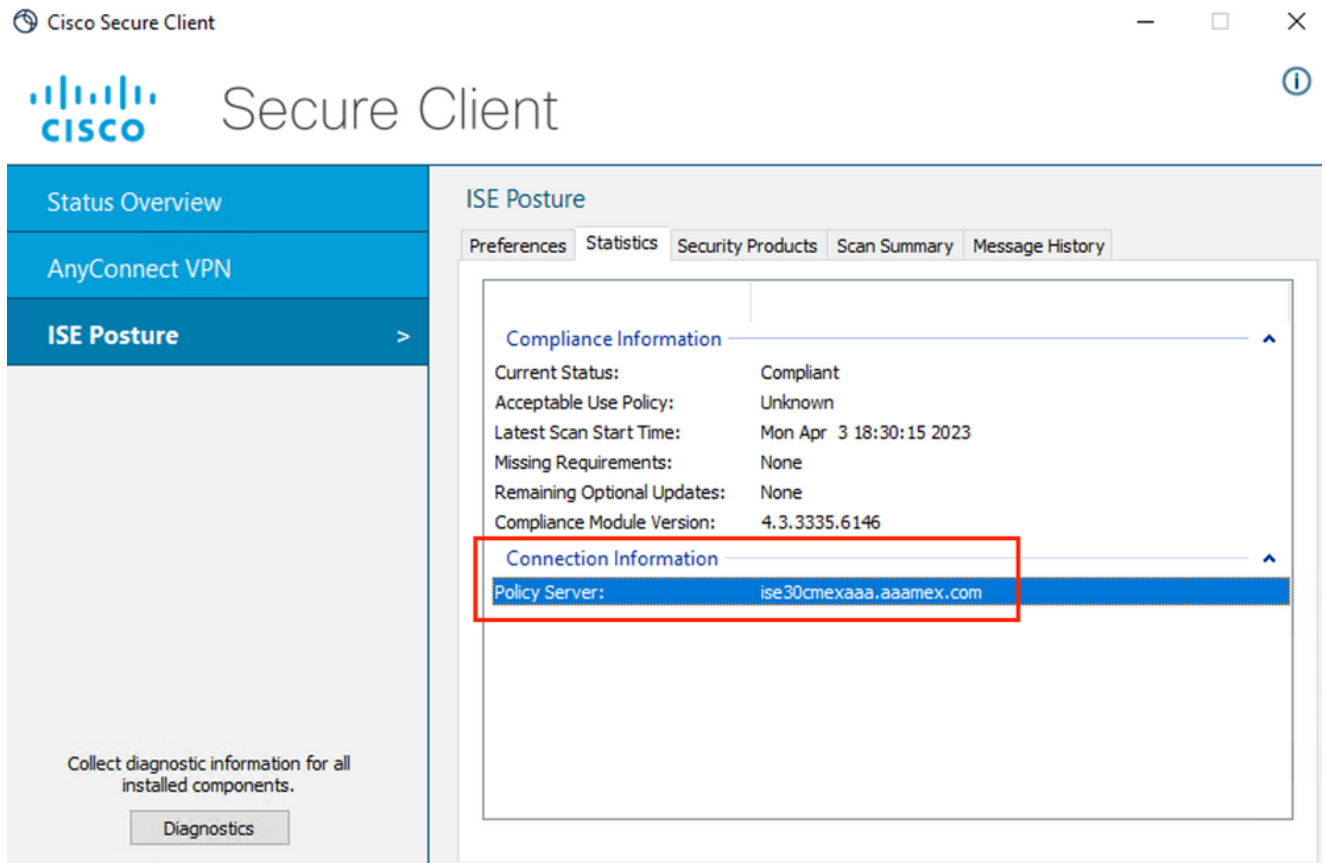 Cisco Secure Client
CISCO
Secure Client
Status Overview
AnyConnect VPN
ISE Posture >
Collect diagnostic information for all
installed components.
Diagnostics
ISE Posture
Preferences Statistics Security Products Scan Summary Message History
Compliance Information
Current Status: Compliant
Acceptable Use Policy: Unknown
Latest Scan Start Time: Mon Apr 3 18:30:15 2023
Missing Requirements: None
Remaining Optional Updates: None
Compliance Module Version: 4.3.3335.6146
Connection Information
Policy Server: ise30cmexaaa.aaamex.com